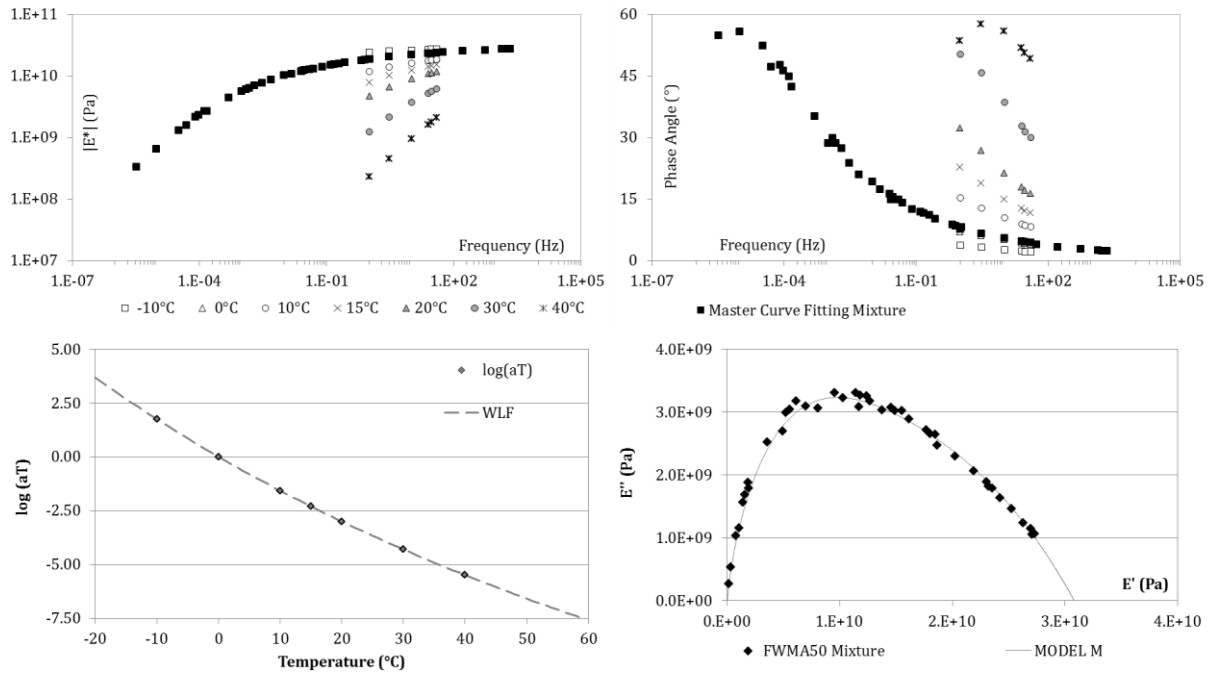 1.E+11
1.E+10
1.E+09
1.E+08
1.E+07
|E*| (Pa)
Frequency (Hz)
1.E-07
1.E-04
1.E-01
1.E+02
1.E+05
-10°C
0°C
10°C
15°C
20°C
30°C
40°C
60
45
30
15
0
Phase Angle (°)
Frequency (Hz)
1.E-07
1.E-04
1.E-01
1.E+02
1.E+05
Master Curve Fitting Mixture
5.00
2.50
0.00
-2.50
-5.00
-7.50
log (aT)
log(aT)
WLF
-20
-10
0
10
20
30
40
50
60
Temperature (°C)
4.0E+09
3.0E+09
2.0E+09
1.0E+09
0.0E+00
E'' (Pa)
E' (Pa)
0.E+00
1.E+10
2.E+10
3.E+10
4.E+10
FWMA50 Mixture
MODEL M